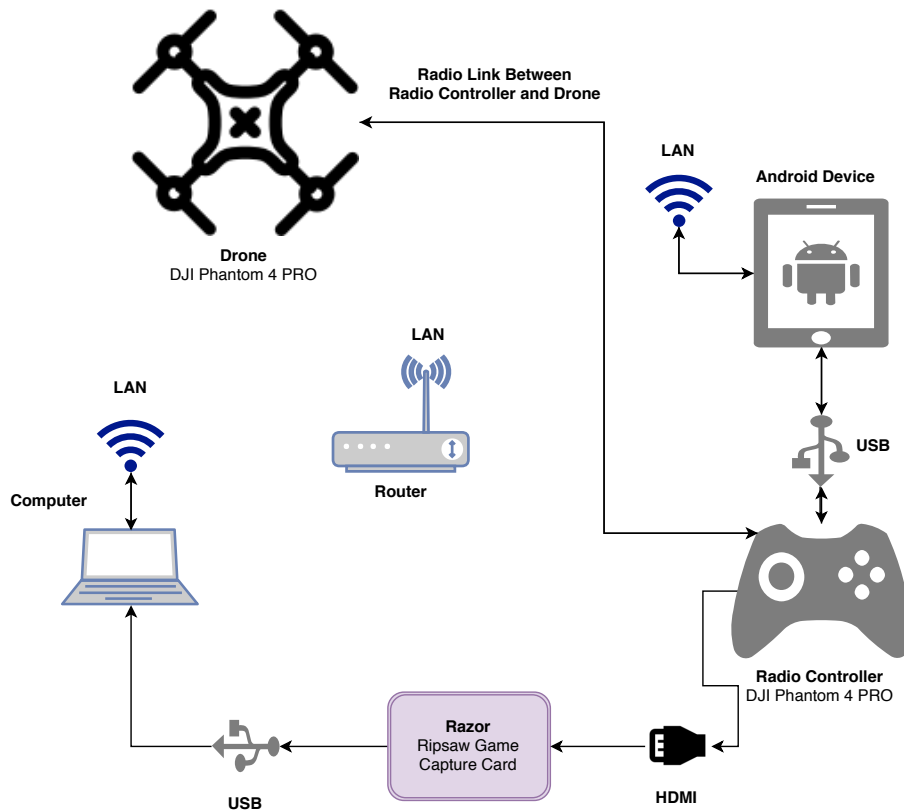 Radio Link Between
Radio Controller and Drone
LAN
Android Device
Drone
DJI Phantom 4 PRO
LAN
LAN
USB
Router
Computer
Radio Controller
DJI Phantom 4 PRO
Razor
Ripsaw Game
Capture Card
USB
HDMI